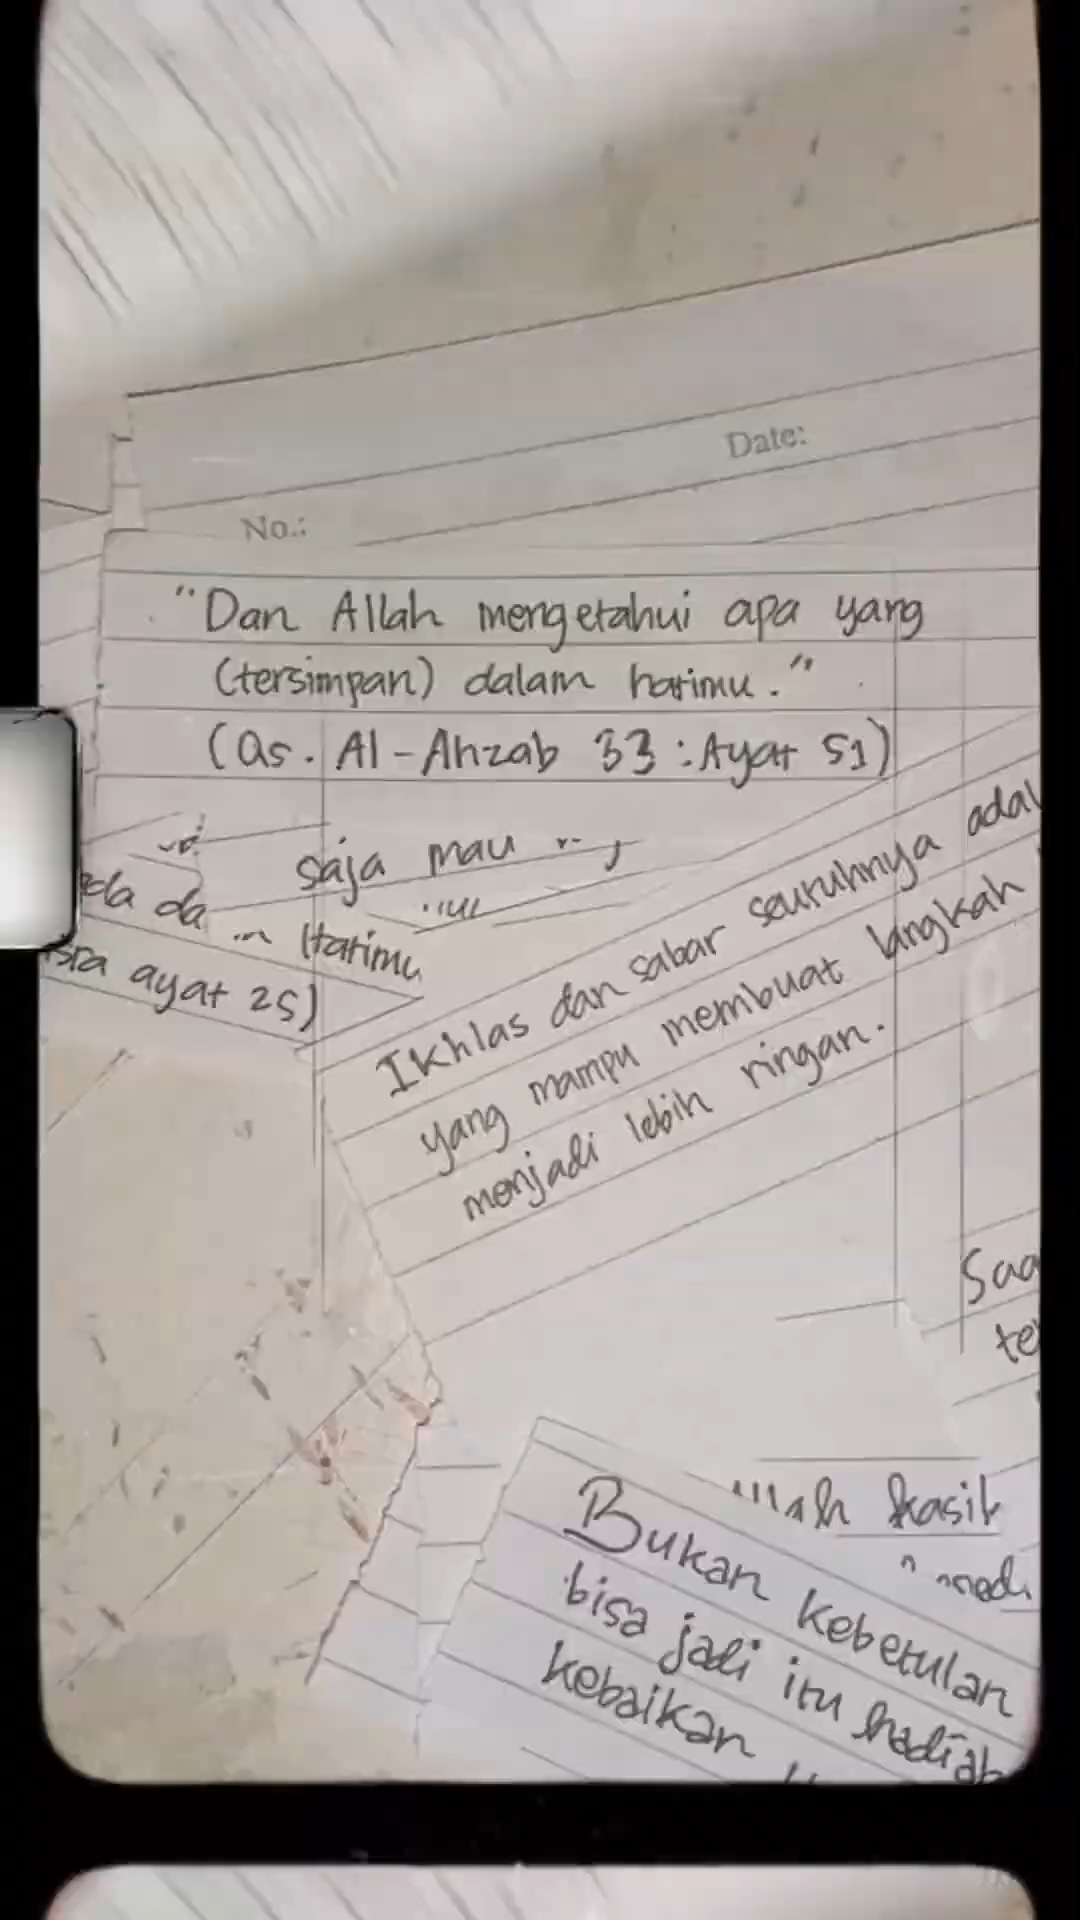 Date:
No.:
"Dan Allah mengetahui apa yang
(tersimpan) dalam hatimu."
(Qs. Al-Ahzab 33 : Ayat 51)
saja mau
Hatimu
ayat 25)
Ikhlas dan sabar seutuhnya
yang mampu membuat langkah
menjadi lebih ringan.
Bukan kebetulan
bisa jadi itu hadiah
kebaikan